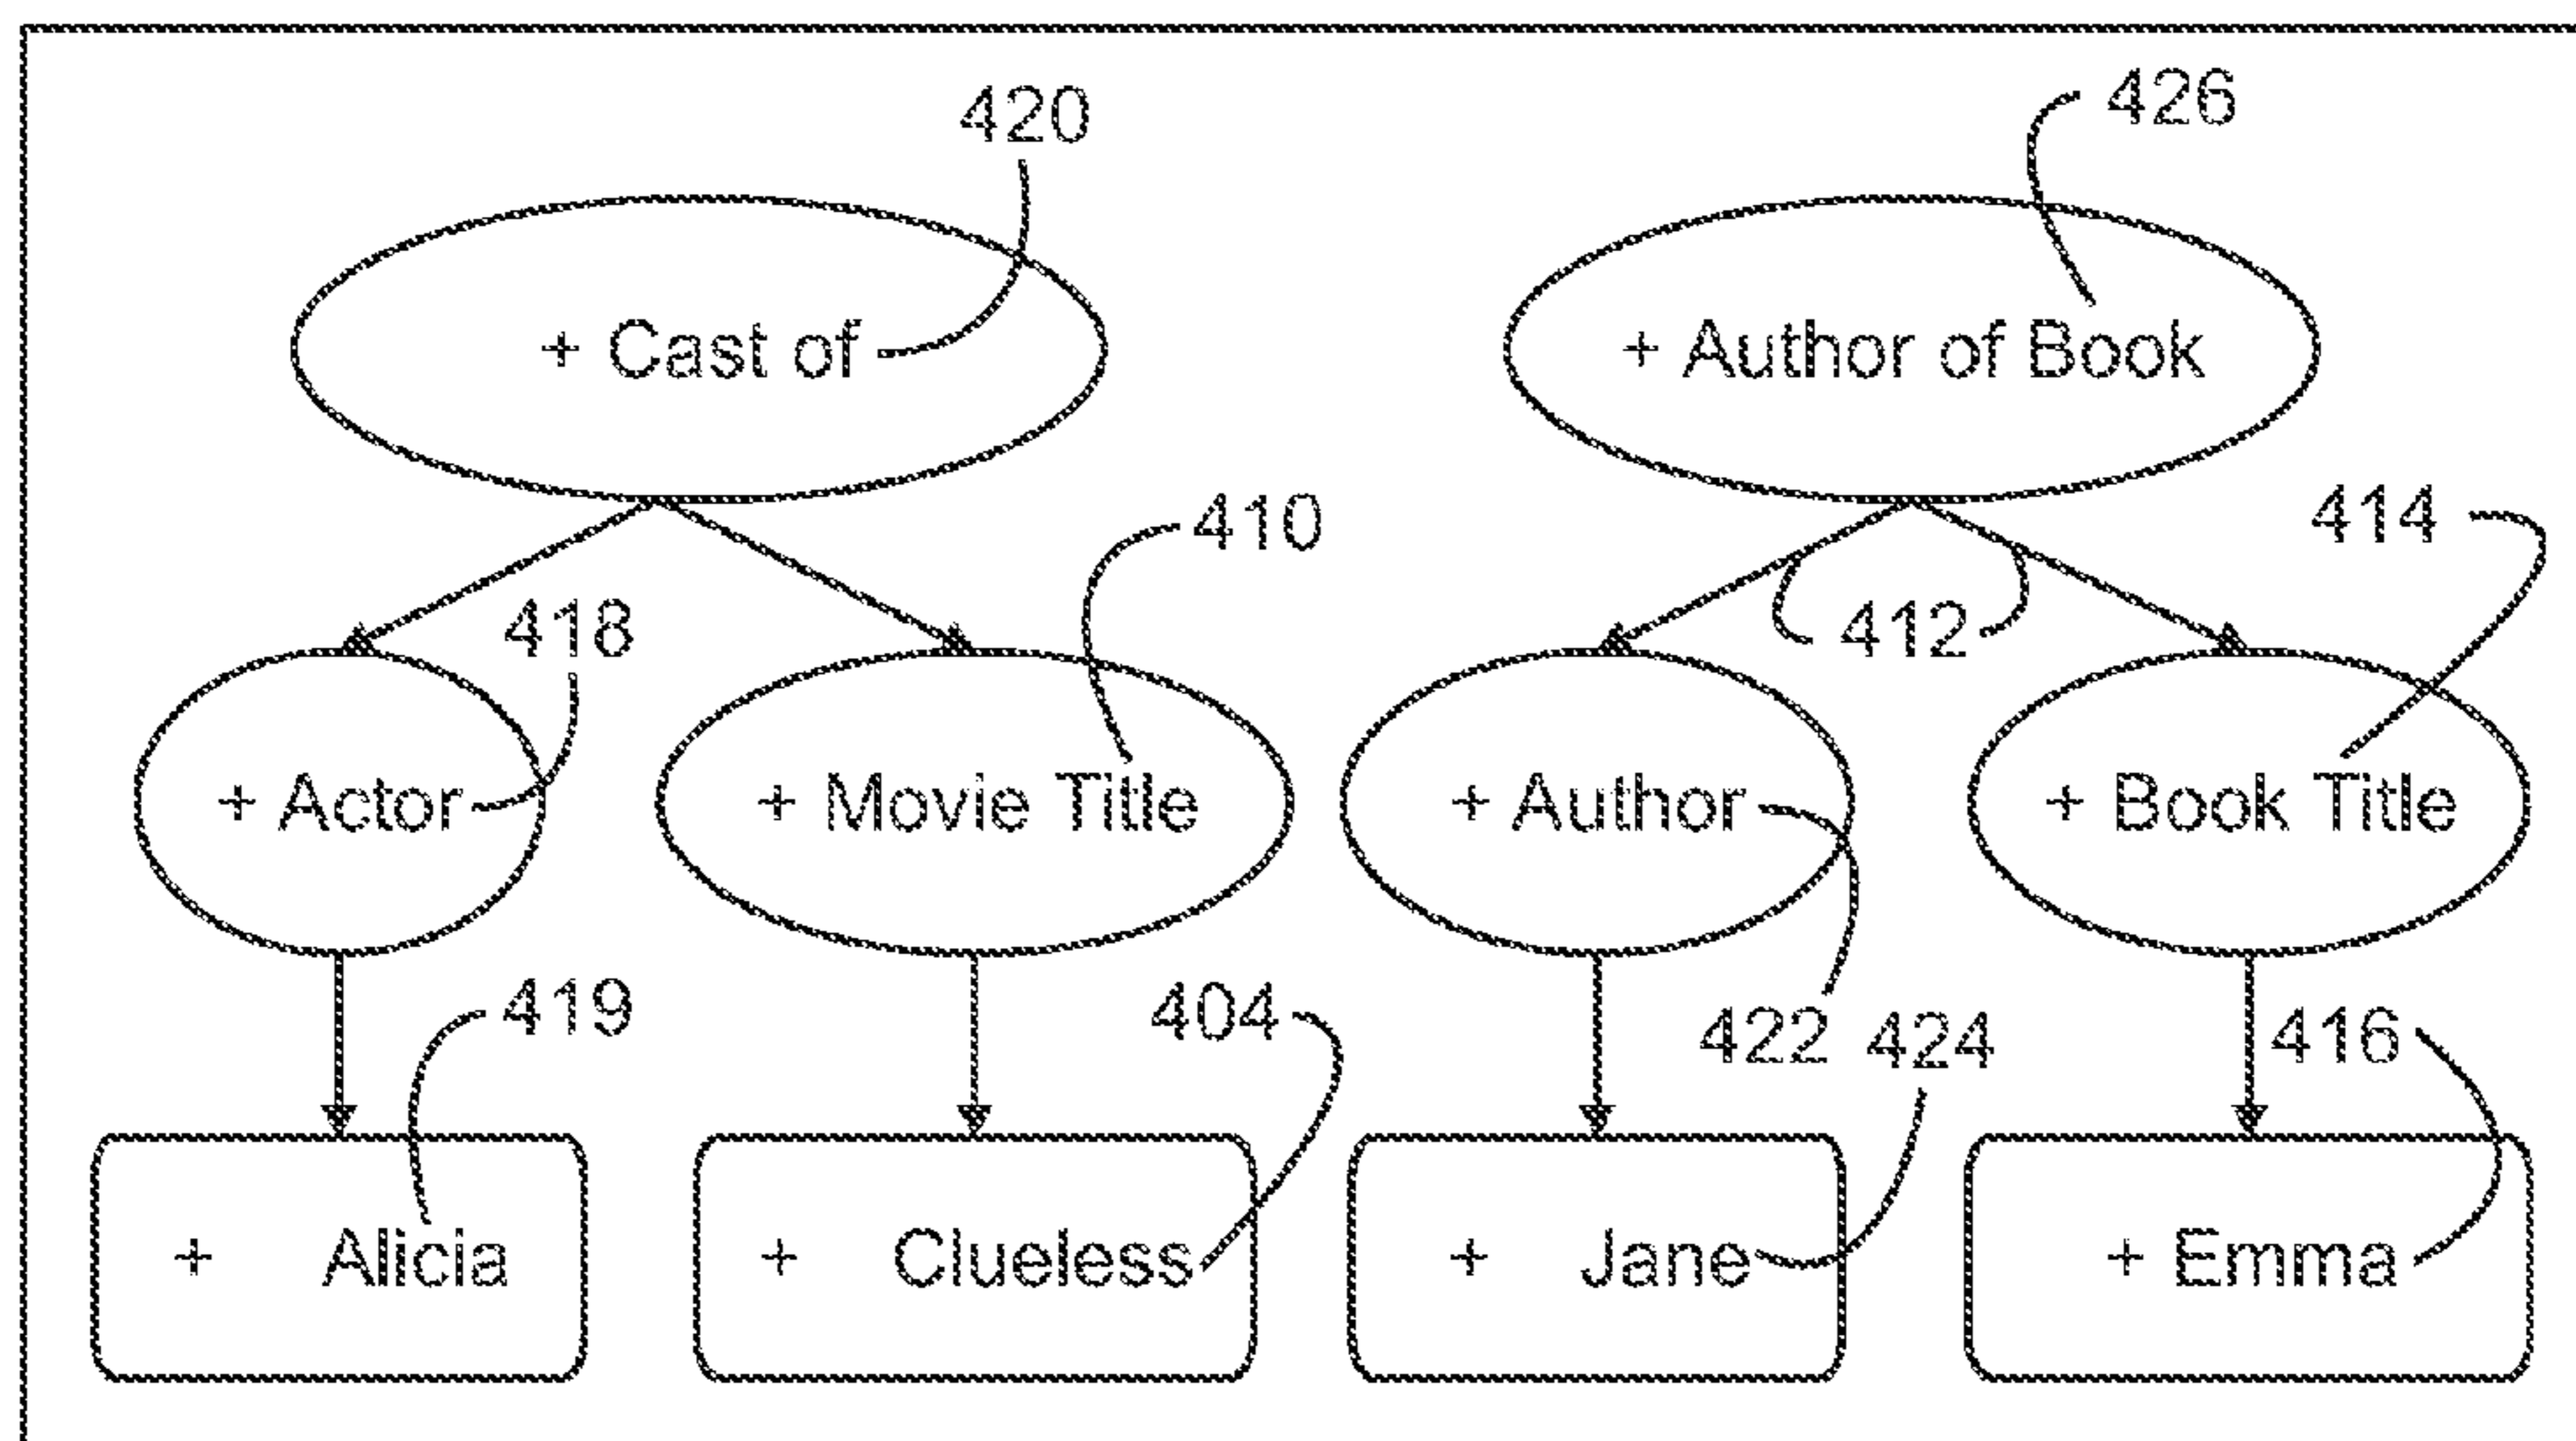 420
426
+ Cast of
+ Author of Book
410
414
418
412
+ Actor
+ Movie Title
+ Author
+ Book Title
419
404
422
424
416
+ Alicia
+ Clueless
+ Jane
+ Emma